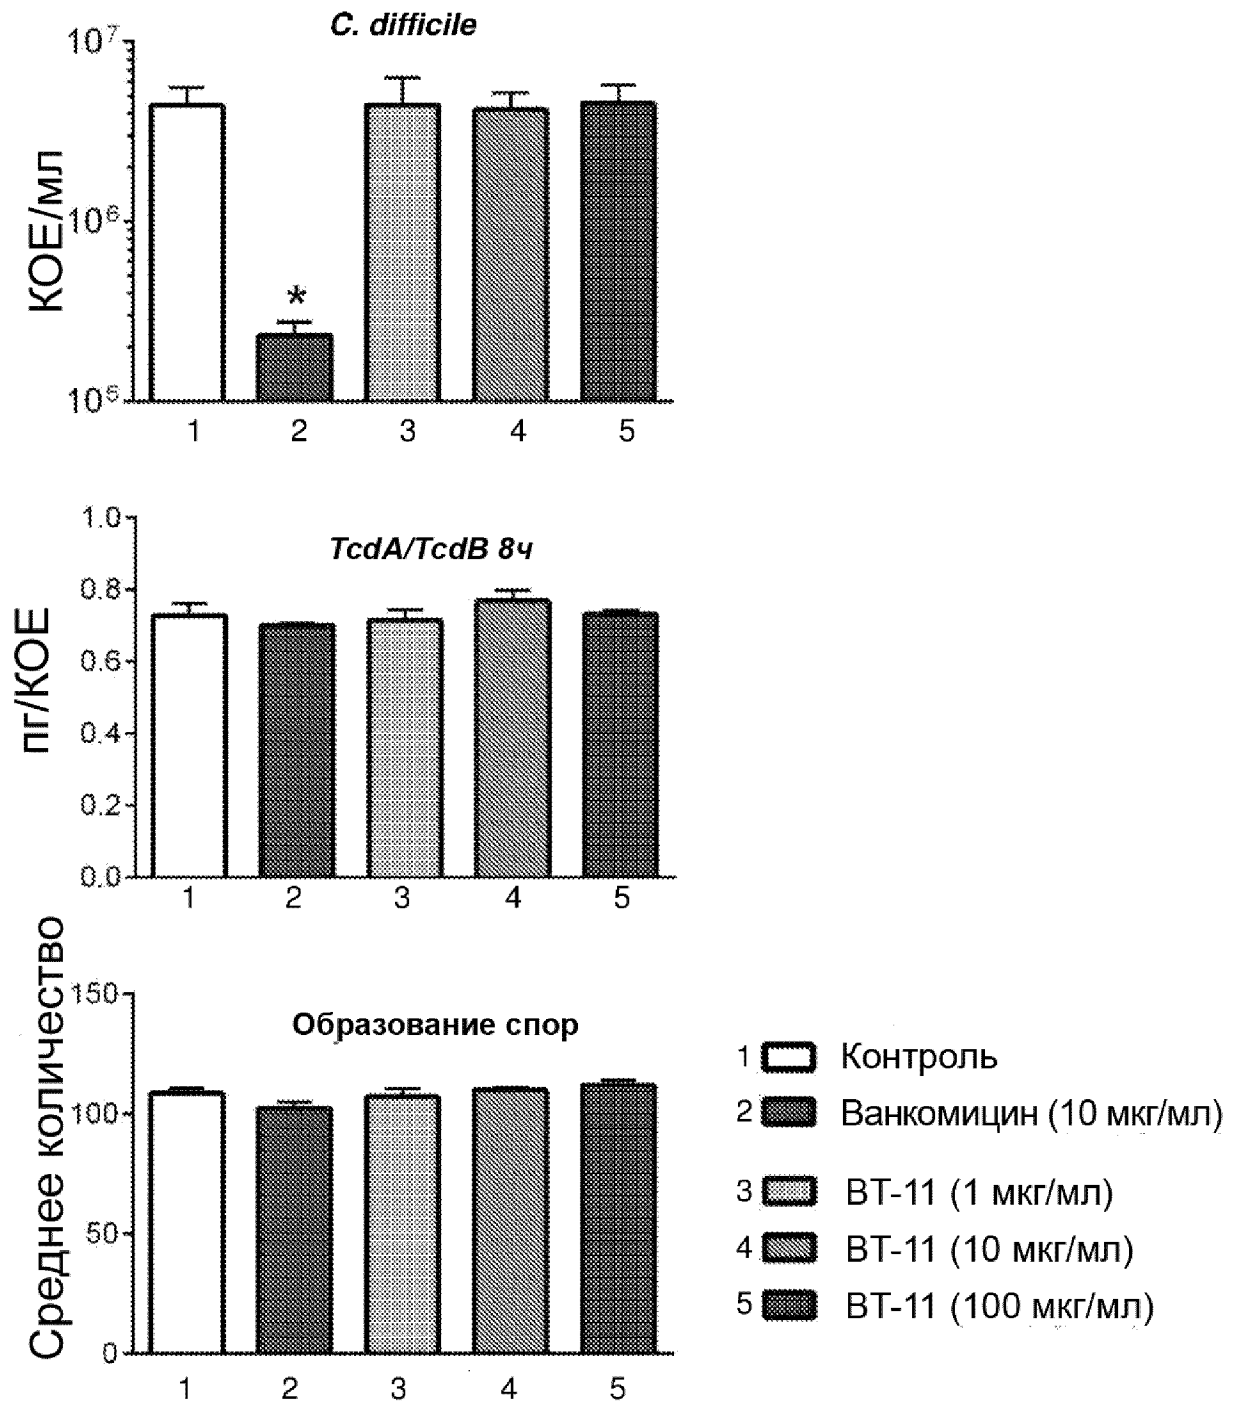 C. difficile
КОЕ/мл
10⁷
10⁶
10⁵
1 2 3 4 5
TcdA/TcdB 8ч
пг/КОЕ
1.0
0.8
0.6
0.4
0.2
0.0
1 2 3 4 5
Образование спор
Среднее количество
150
100
50
0
1 2 3 4 5
1 Контроль
2 Ванкомицин (10 мкг/мл)
3 ВТ-11 (1 мкг/мл)
4 ВТ-11 (10 мкг/мл)
5 ВТ-11 (100 мкг/мл)